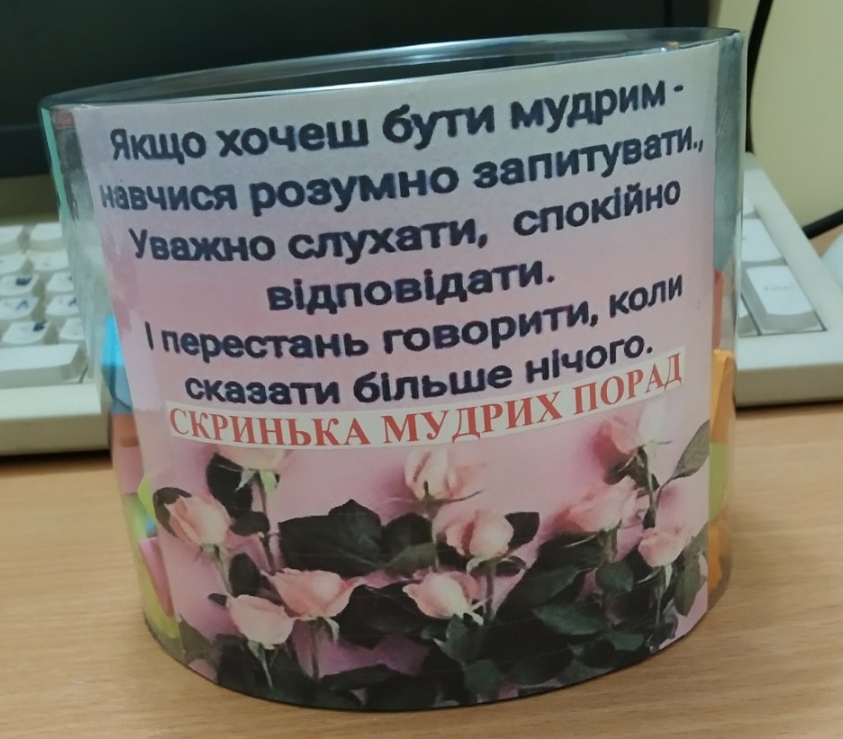 Якщо хочеш бути мудрим -
навчися розумно запитувати.,
Уважно слухати, спокійно
відповідати.
І перестань говорити, коли
сказати більше нічого.
СКРИНЬКА МУДРИХ ПОРАД